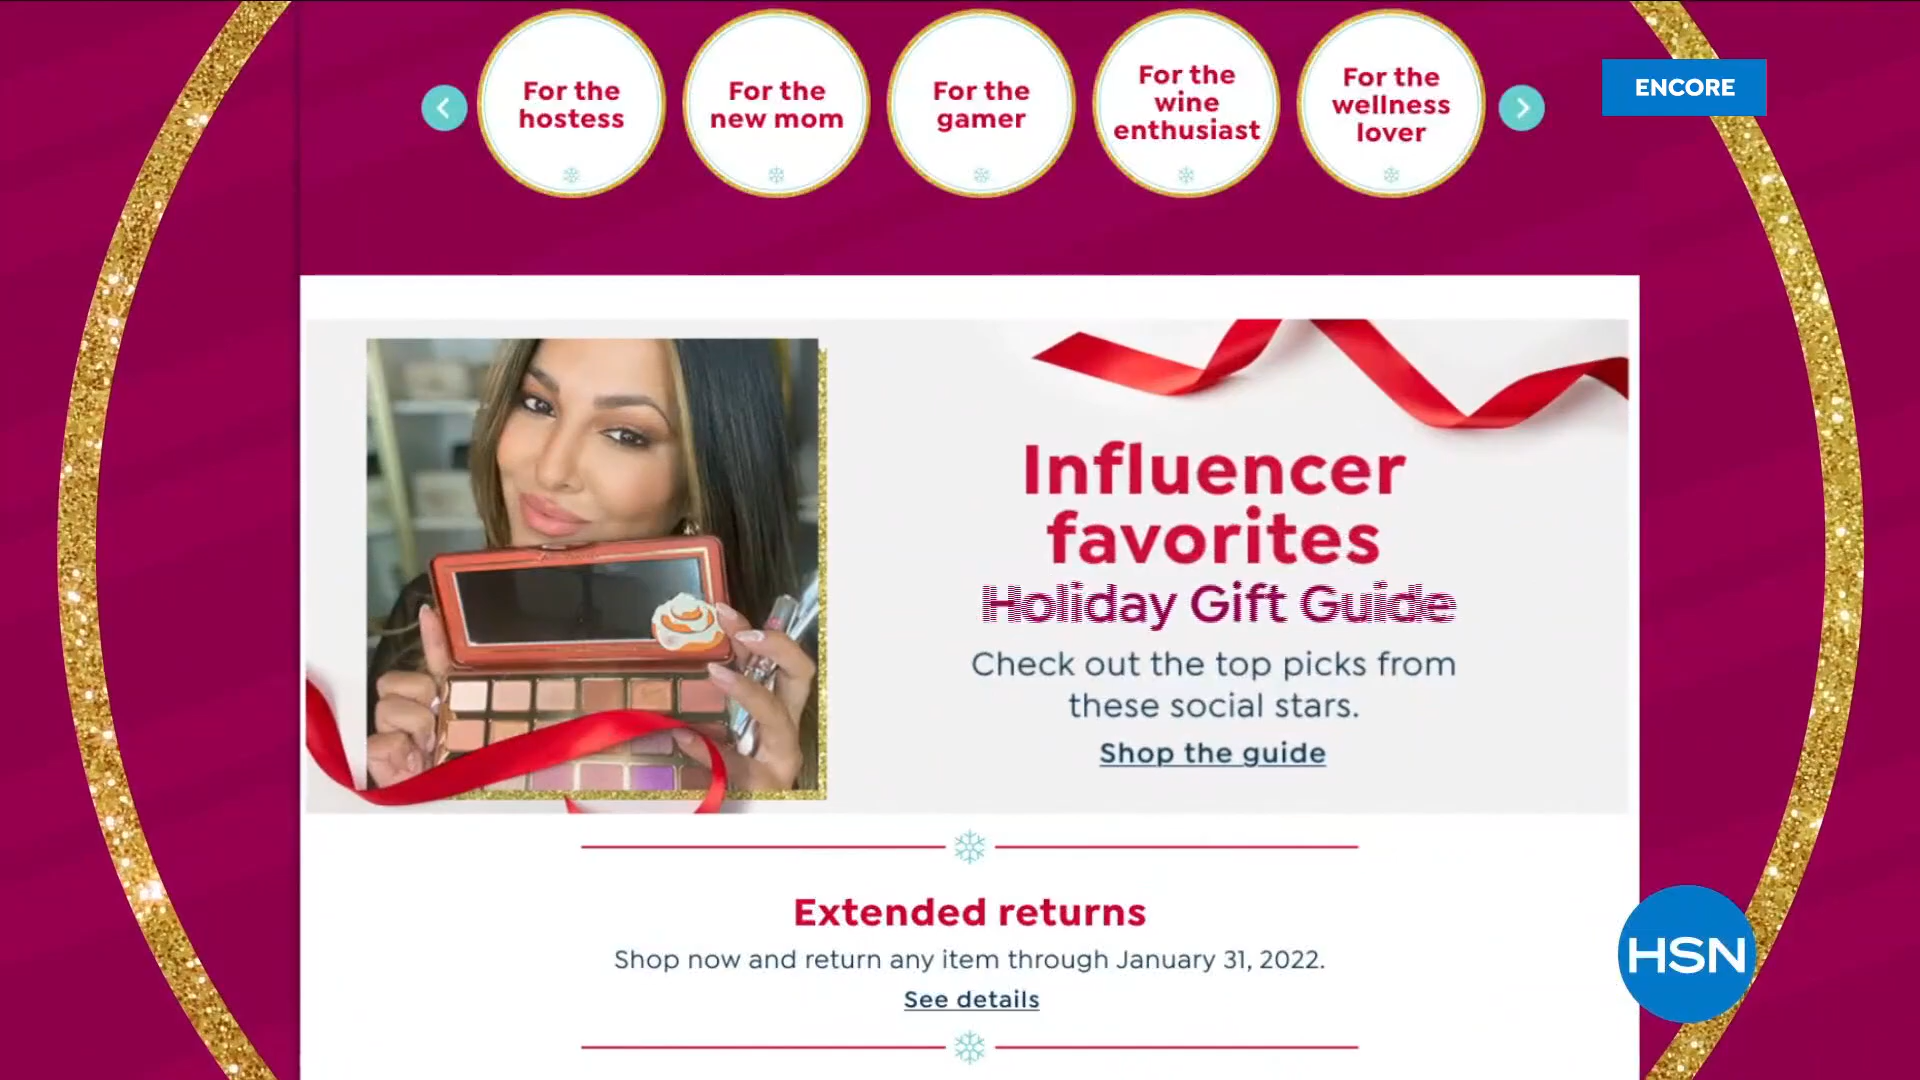 For the
hostess
For the
new mom
For the
gamer
For the
wine
enthusiast
For the
wellness
lover
ENCORE
Influencer
favorites
Holiday Gift Guide
Check out the top picks from
these social stars.
Shop the guide
Extended returns
Shop now and return any item through January 31, 2022.
See details
HSN